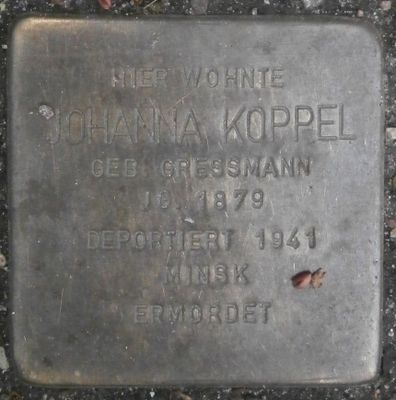 HIER WOHNTE
JOHANNA KOPPEL
GEB. GRESSMANN
JG. 1879
DEPORTIERT 1941
MINSK
ERMORDET